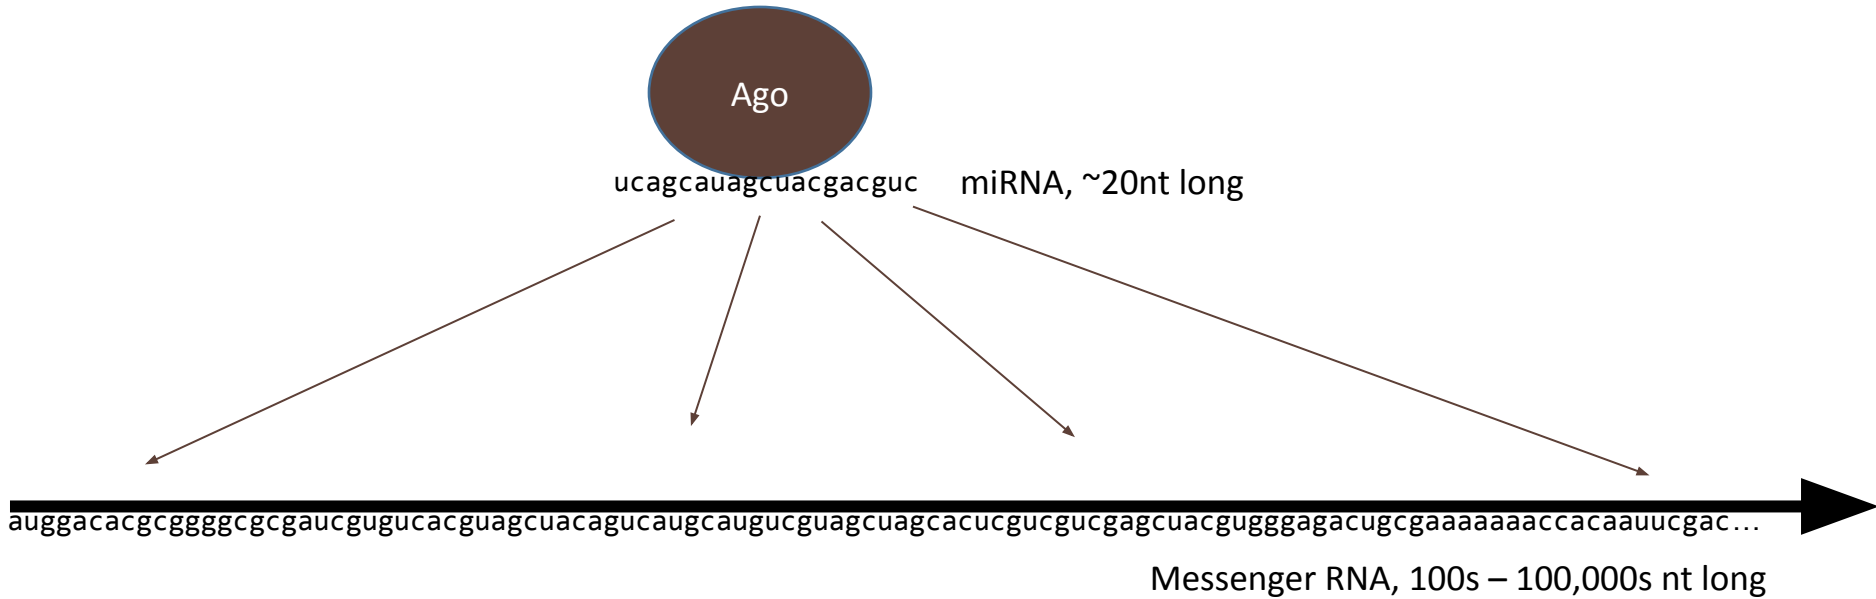 Ago
ucagcauagcuacgacguc
miRNA, ~20nt long
auggacacgcggggcgcgaucgugucacguagcuacagucaugcaugucguagcuagcacucgucgucgagcuacgugggagacugcgaaaaaaaccacaauucgac…
Messenger RNA, 100s – 100,000s nt long